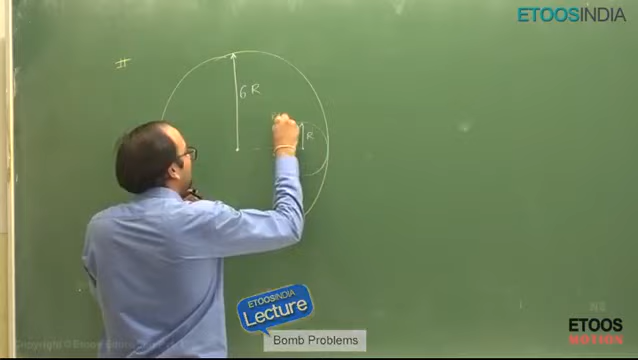 ETOOSINDIA
#
6R
R
ETOOSINDIA
Lecture
Bomb Problems
ETOOS
MOTION